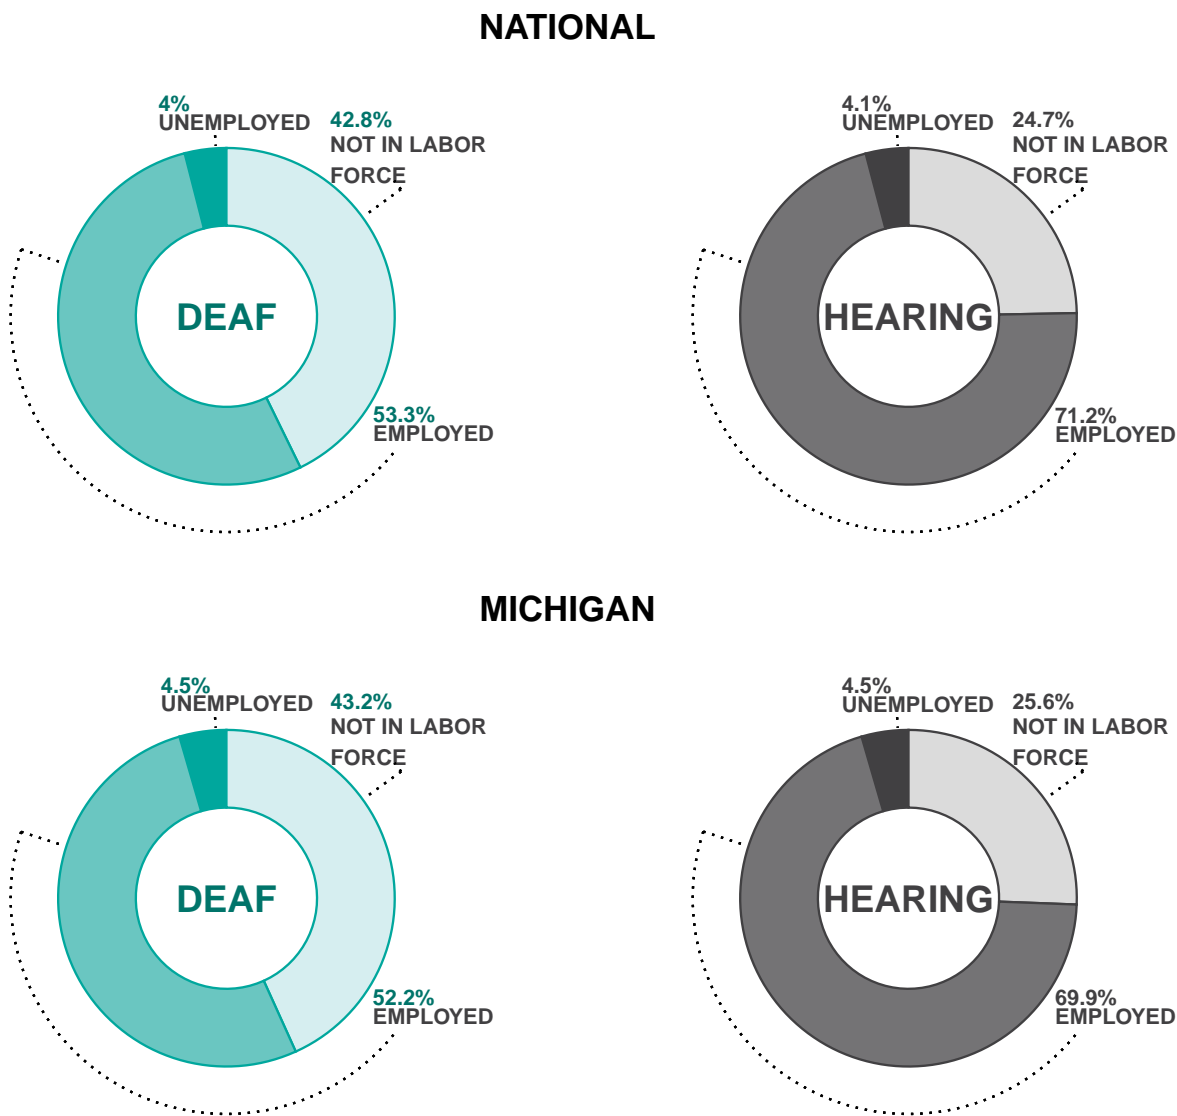 NATIONAL
4%
UNEMPLOYED
42.8%
NOT IN LABOR
FORCE
DEAF
53.3%
EMPLOYED
4.1%
UNEMPLOYED
24.7%
NOT IN LABOR
FORCE
HEARING
71.2%
EMPLOYED
MICHIGAN
4.5%
UNEMPLOYED
43.2%
NOT IN LABOR
FORCE
DEAF
52.2%
EMPLOYED
4.5%
UNEMPLOYED
25.6%
NOT IN LABOR
FORCE
HEARING
69.9%
EMPLOYED